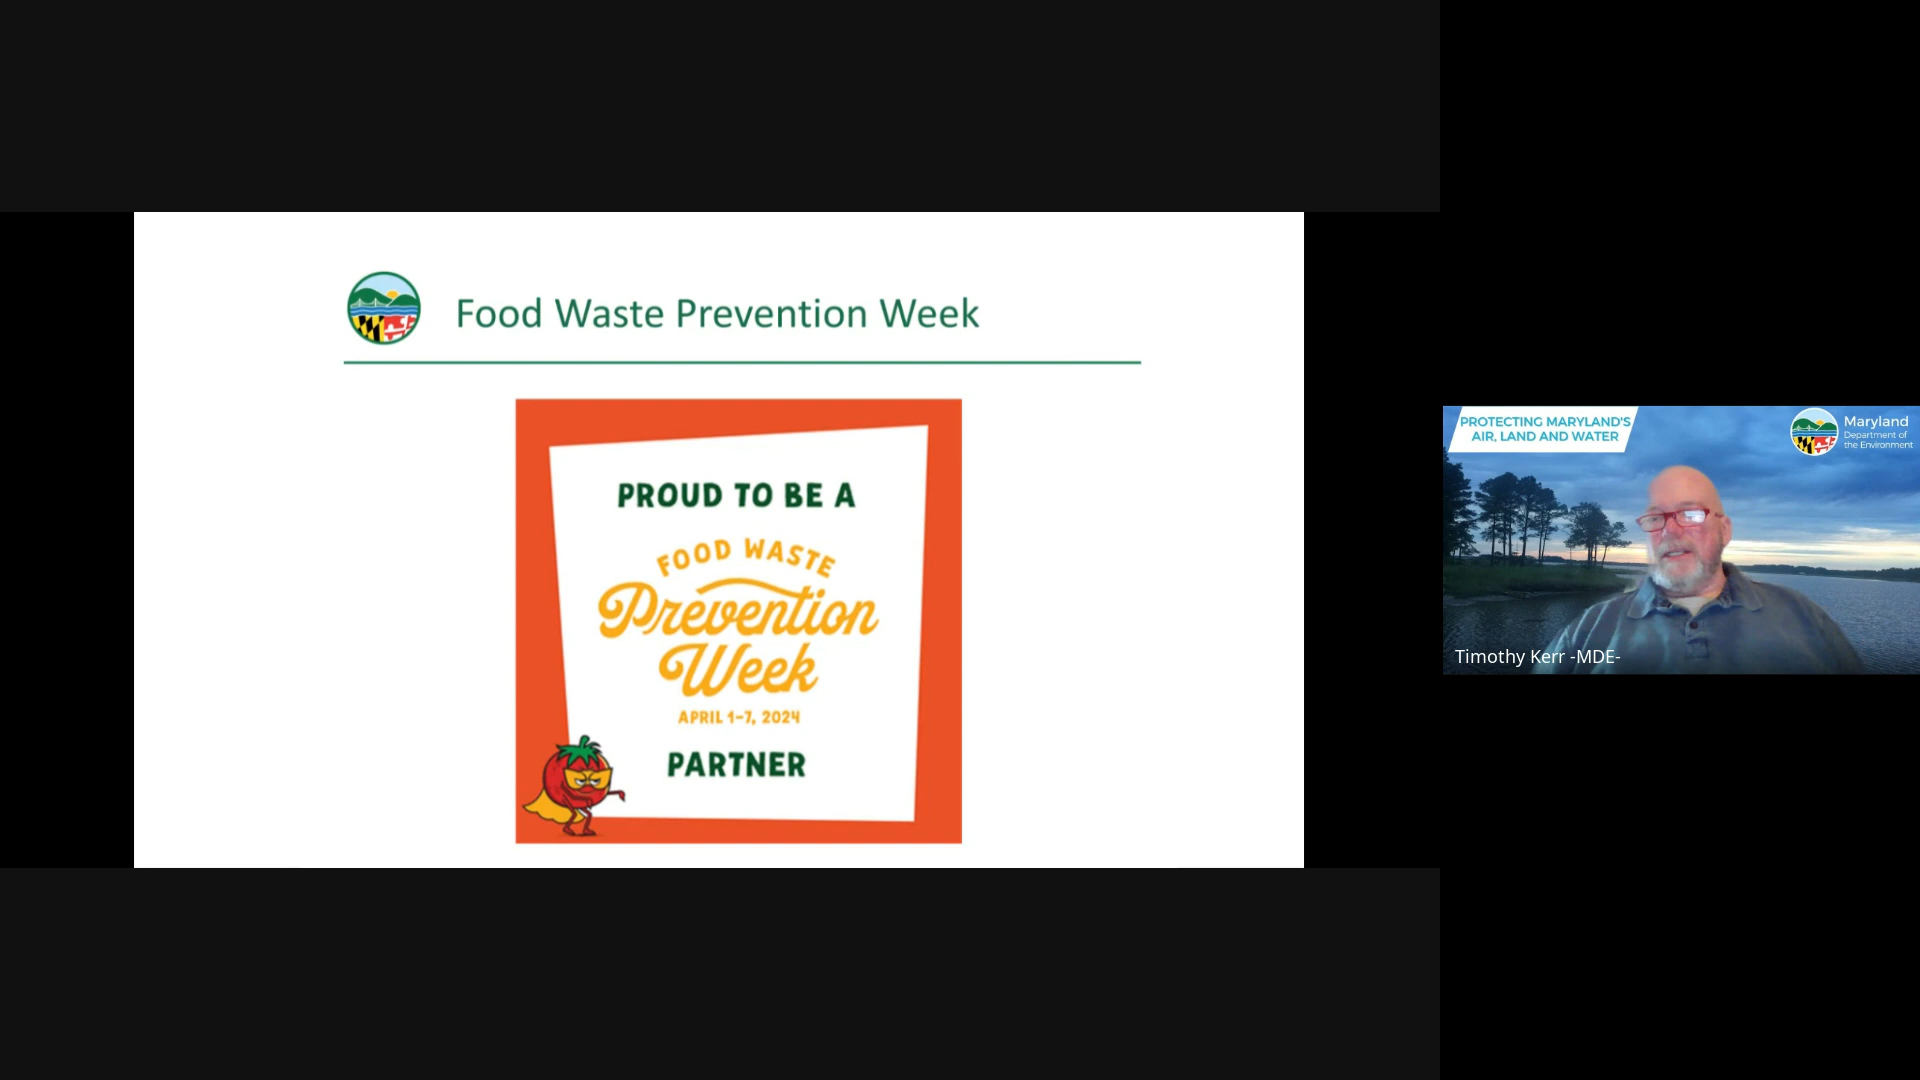 Food Waste Prevention Week
PROUD TO BE A
FOOD WASTE
Prevention
Week
APRIL 1-7, 2024
PARTNER
PROTECTING MARYLAND'S
AIR, LAND AND WATER
Maryland
Department of
the Environment
Timothy Kerr -MDE-